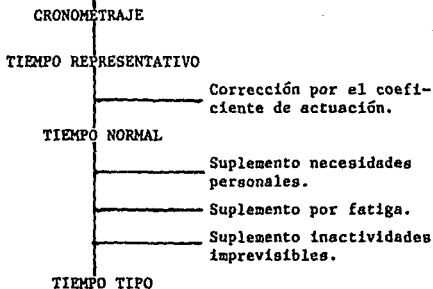 CRONOMETRAJE
TIEMPO REPRESENTATIVO
Corrección por el coefi-
ciente de actuación.
TIEMPO NORMAL
Suplemento necesidades
personales.
Suplemento por fatiga.
Suplemento inactividades
imprevisibles.
TIEMPO TIPO